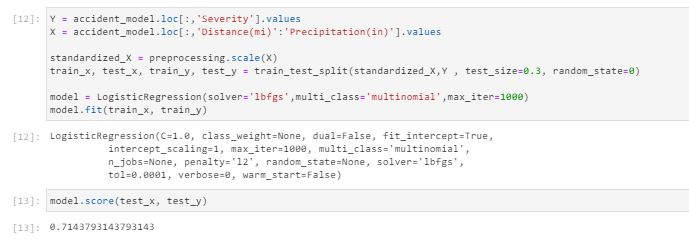 [12]: Y = accident_model.loc[:,'Severity'].values
X = accident_model.loc[:,'Distance(mi)':'Precipitation(in)'].values
standardized_X = preprocessing.scale(X)
train_x, test_x, train_y, test_y = train_test_split(standardized_X,Y , test_size=0.3, random_state=0)
model = LogisticRegression(solver='lbfgs',multi_class='multinomial',max_iter=1000)
model.fit(train_x, train_y)
[12]: LogisticRegression(C=1.0, class_weight=None, dual=False, fit_intercept=True,
intercept_scaling=1, max_iter=1000, multi_class='multinomial',
n_jobs=None, penalty='l2', random_state=None, solver='lbfgs',
tol=0.0001, verbose=0, warm_start=False)
[13]: model.score(test_x, test_y)
[13]: 0.7143793143793143